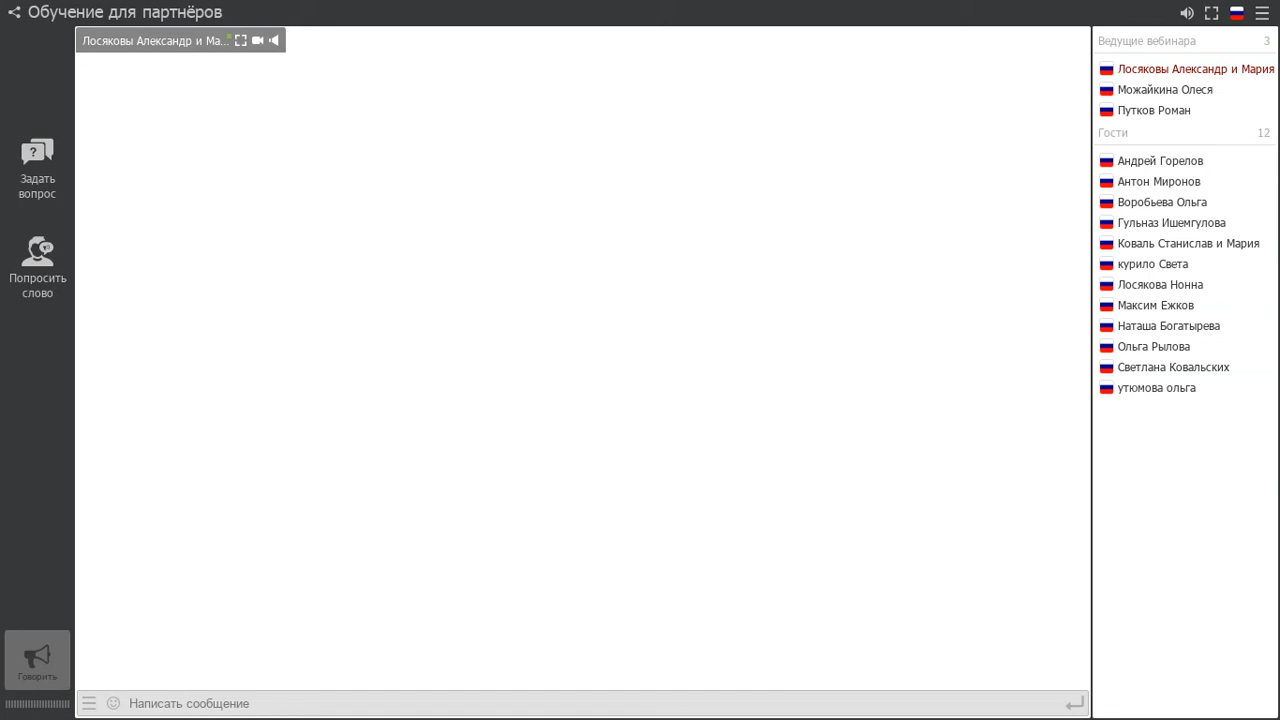 Обучение для партнёров
Лосяковы Александр и Ма...
Задать
вопрос
Попросить
слово
Говорить
Написать сообщение
Ведущие вебинара 3
Лосяковы Александр и Мария
Можайкина Олеся
Путков Роман
Гости 12
Андрей Горелов
Антон Миронов
Воробьева Ольга
Гульназ Ишемгулова
Коваль Станислав и Мария
курило Света
Лосякова Нонна
Максим Ежков
Наташа Богатырева
Ольга Рылова
Светлана Ковальских
утюмова ольга